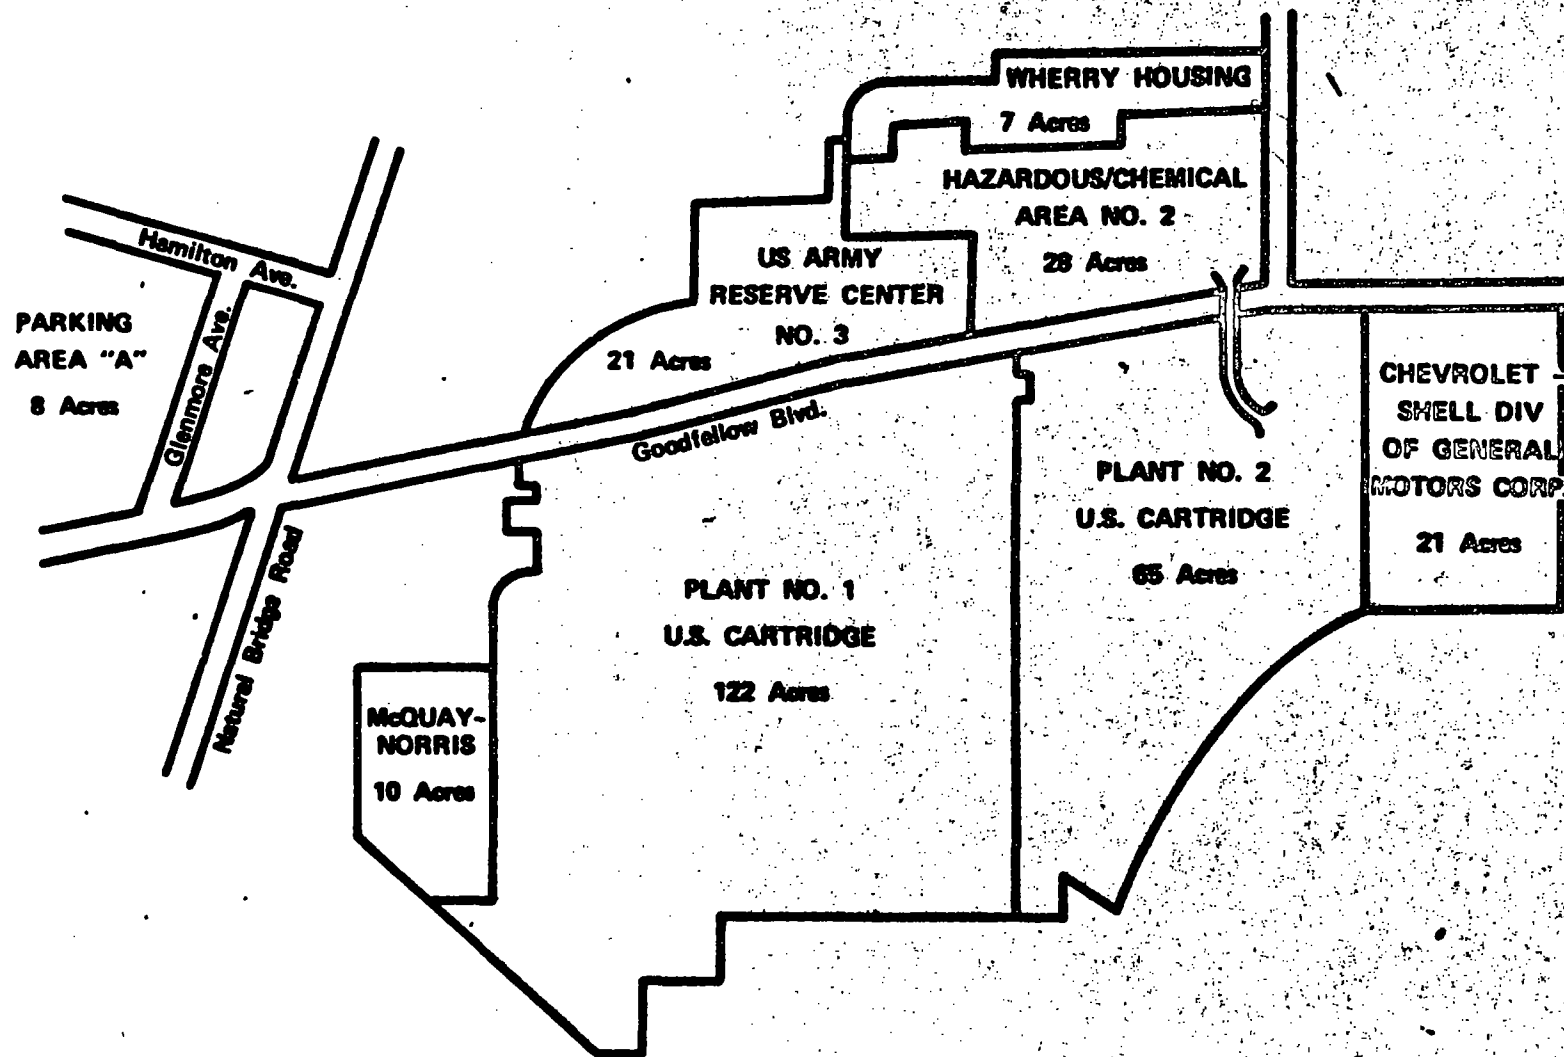 WHERRY HOUSING
7 Acres
HAZARDOUS/CHEMICAL
AREA NO. 2
28 Acres
US ARMY
RESERVE CENTER
NO. 3
21 Acres
Hamilton Ave.
PARKING
AREA "A"
8 Acres
Glenmore Ave.
Goodfellow Blvd.
Natural Bridge Road
CHEVROLET
SHELL DIV
OF GENERAL
MOTORS CORP
21 Acres
PLANT NO. 2
U.S. CARTRIDGE
65 Acres
PLANT NO. 1
U.S. CARTRIDGE
122 Acres
McQUAY-
NORRIS
10 Acres